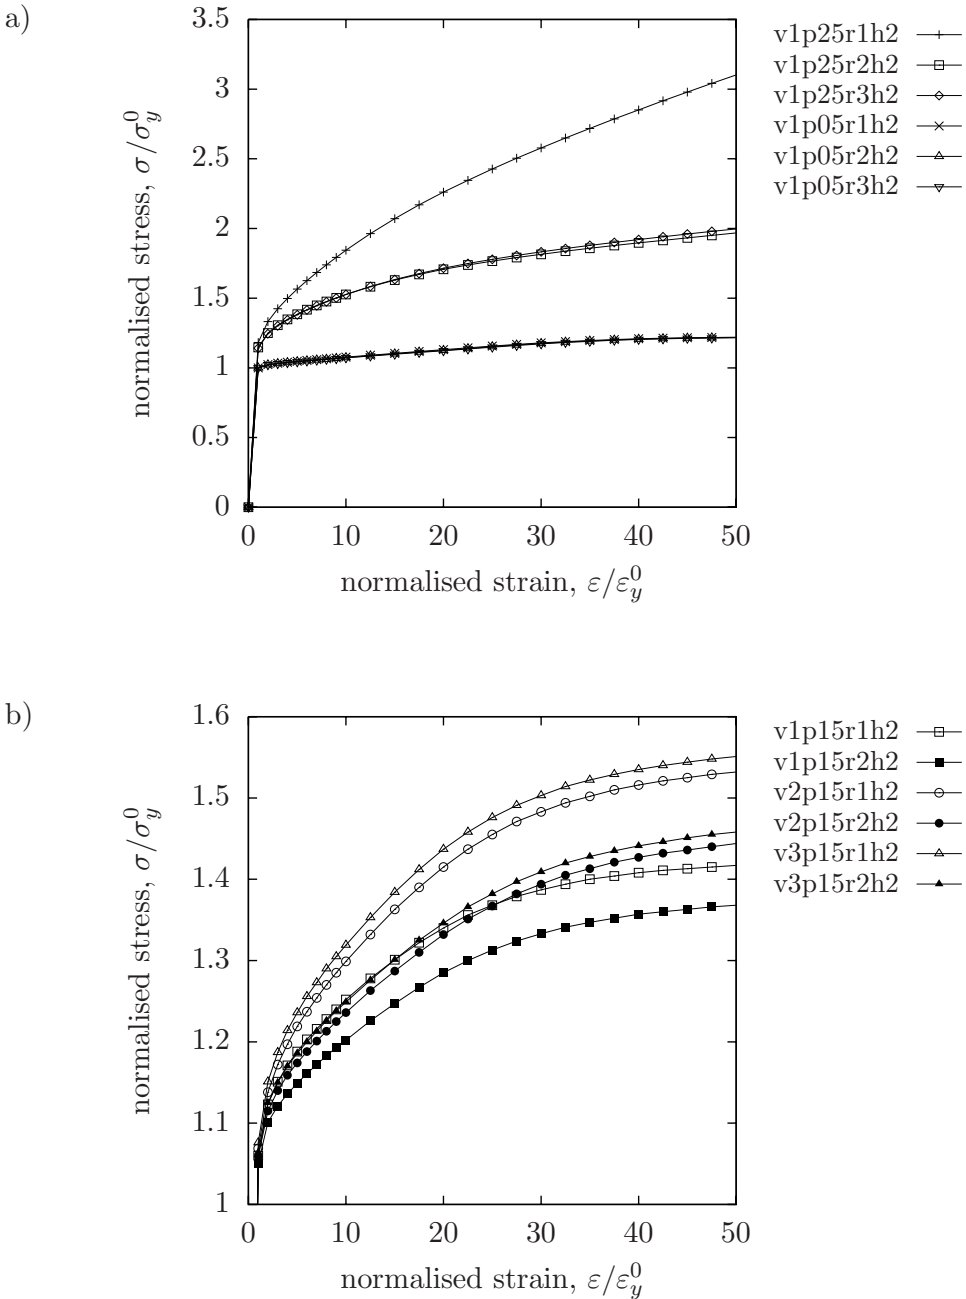 a)
3.5
3
2.5
2
1.5
1
0.5
0
0 10 20 30 40 50
normalised stress, σ/σ_y^0
normalised strain, ε/ε_y^0
v1p25r1h2
v1p25r2h2
v1p25r3h2
v1p05r1h2
v1p05r2h2
v1p05r3h2
b)
1.6
1.5
1.4
1.3
1.2
1.1
1
0 10 20 30 40 50
normalised stress, σ/σ_y^0
normalised strain, ε/ε_y^0
v1p15r1h2
v1p15r2h2
v2p15r1h2
v2p15r2h2
v3p15r1h2
v3p15r2h2